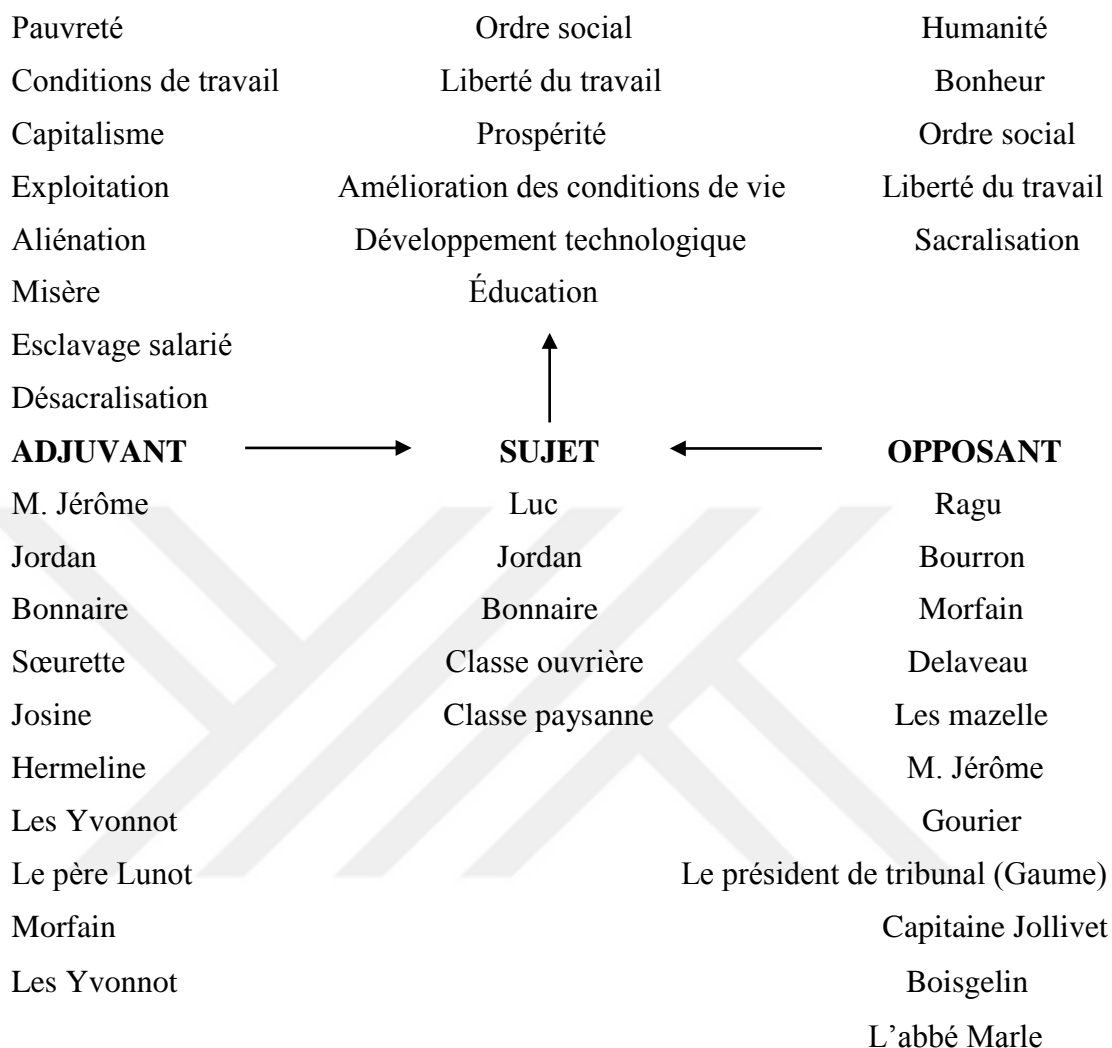 Pauvreté Ordre social Humanité
Conditions de travail Liberté du travail Bonheur
Capitalisme Prospérité Ordre social
Exploitation Amélioration des conditions de vie Liberté du travail
Aliénation Développement technologique Sacralisation
Misère Éducation
Esclavage salarié
Désacralisation
ADJUVANT SUJET OPPOSANT
M. Jérôme Luc Ragu
Jordan Jordan Bourron
Bonnaire Bonnaire Morfain
Sœurette Classe ouvrière Delaveau
Josine Classe paysanne Les mazelle
Hermeline M. Jérôme
Les Yvonnot Gourier
Le père Lunot Le président de tribunal (Gaume)
Morfain Capitaine Jollivet
Les Yvonnot Boisgelin
L’abbé Marle